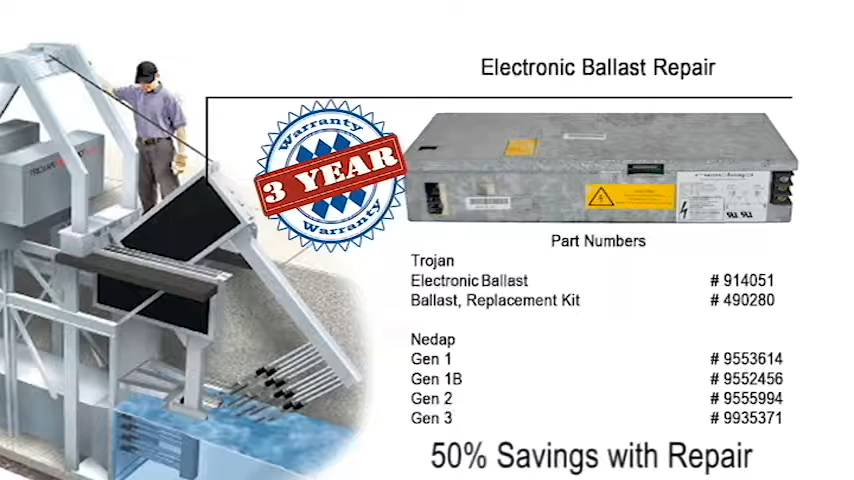 Electronic Ballast Repair
Warranty
3 YEAR
Warranty
Part Numbers
Trojan
Electronic Ballast # 914051
Ballast, Replacement Kit # 490280
Nedap
Gen 1 # 9553614
Gen 1B # 9552456
Gen 2 # 9555994
Gen 3 # 9935371
50% Savings with Repair